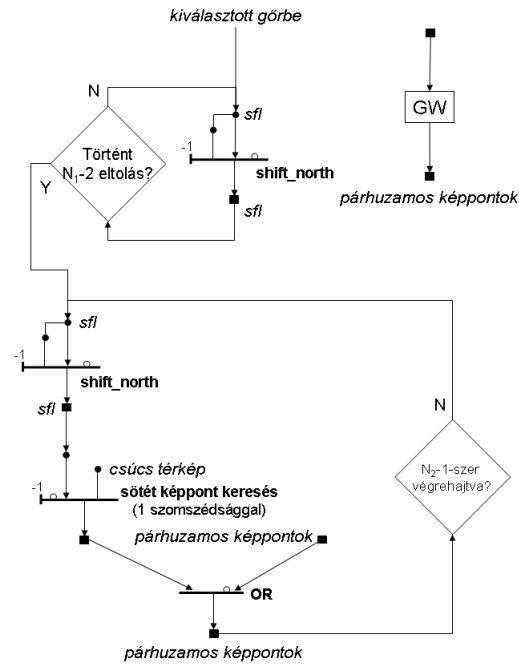 kiválasztott görbe
N
sfl
GW
-1
Történt
N₁-2 eltolás?
shift_north
Y
sfl
párhuzamos képpontok
sfl
-1
shift_north
N
sfl
csúcs térkép
N₂-1-szer
végrehajtva?
-1
sötét képpont keresés
(1 szomszédsággal)
párhuzamos képpontok
OR
párhuzamos képpontok